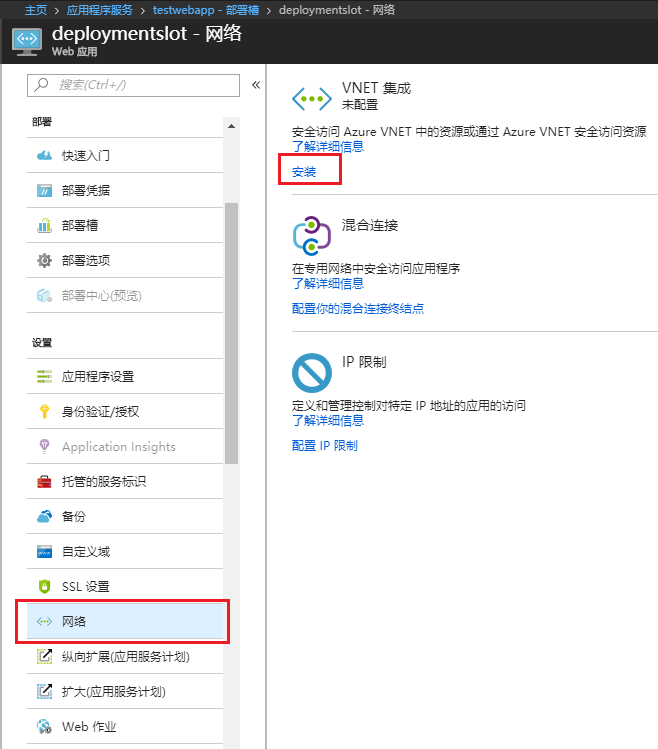 主页 > 应用程序服务 > testwebapp - 部署槽 > deploymentslot - 网络
deploymentslot - 网络
Web 应用
搜索(Ctrl+/)
«
部署
快速入门
部署凭据
部署槽
部署选项
部署中心(预览)
设置
应用程序设置
身份验证/授权
Application Insights
托管的服务标识
备份
自定义域
SSL 设置
网络
纵向扩展(应用服务计划)
扩大(应用服务计划)
Web 作业
VNET 集成
未配置
安全访问 Azure VNET 中的资源或通过 Azure VNET 安全访问资源
了解详细信息
安装
混合连接
在专用网络中安全访问应用程序
了解详细信息
配置你的混合连接终结点
IP 限制
定义和管理控制对特定 IP 地址的应用的访问
了解详细信息
配置 IP 限制